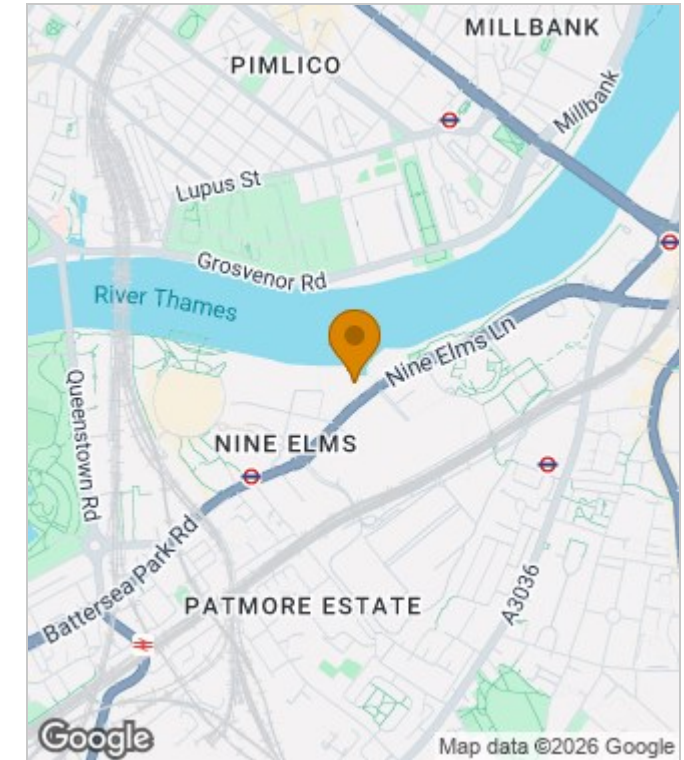 MILLBANK
PIMLICO
Millbank
Lupus St
Grosvenor Rd
River Thames
Nine Elms Ln
Queenstown Rd
NINE ELMS
Battersea Park Rd
A3036
PATMORE ESTATE
Google
Map data ©2026 Google